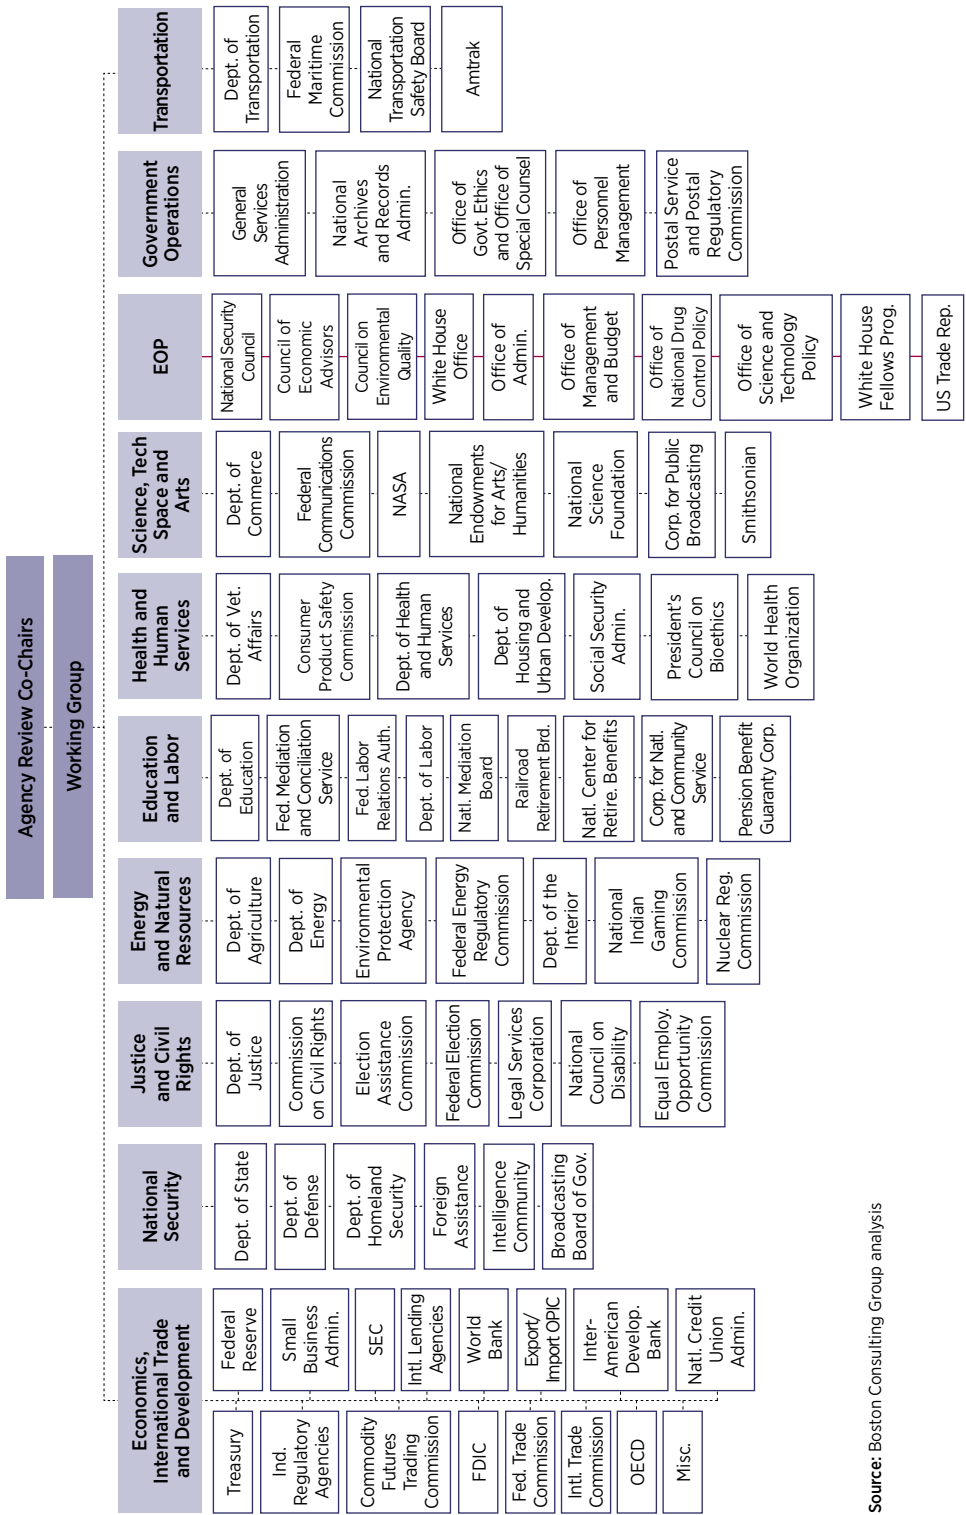 Agency Review Co-Chairs
Working Group
Economics,
International Trade
and Development
Treasury
Ind.
Regulatory
Agencies
Commodity
Futures
Trading
Commission
FDIC
Fed. Trade
Commission
Intl. Trade
Commission
OECD
Misc.
Federal
Reserve
Small
Business
Admin.
SEC
Intl. Lending
Agencies
World
Bank
Export/
Import OPIC
Inter-
American
Develop.
Bank
Natl. Credit
Union
Admin.
National
Security
Dept. of State
Dept. of
Defense
Dept. of
Homeland
Security
Foreign
Assistance
Intelligence
Community
Broadcasting
Board of Gov.
Justice
and Civil
Rights
Dept. of
Justice
Commission
on Civil Rights
Election
Assistance
Commission
Federal Election
Commission
Legal Services
Corporation
National
Council on
Disability
Equal Employ.
Opportunity
Commission
Energy
and Natural
Resources
Dept. of
Agriculture
Dept. of
Energy
Environmental
Protection
Agency
Federal Energy
Regulatory
Commission
Dept. of the
Interior
National
Indian
Gaming
Commission
Nuclear Reg.
Commission
Education
and Labor
Dept. of
Education
Fed. Mediation
and Conciliation
Service
Fed. Labor
Relations Auth.
Dept. of Labor
Natl. Mediation
Board
Railroad
Retirement Brd.
Natl. Center for
Retire. Benefits
Corp. for Natl.
and Community
Service
Pension Benefit
Guaranty Corp.
Health and
Human
Services
Dept. of Vet.
Affairs
Consumer
Product Safety
Commission
Dept. of Health
and Human
Services
Dept. of
Housing and
Urban Develop.
Social Security
Admin.
President's
Council on
Bioethics
World Health
Organization
Science, Tech
Space and
Arts
Dept. of
Commerce
Federal
Communications
Commission
NASA
National
Endowments
for Arts/
Humanities
National
Science
Foundation
Corp. for Public
Broadcasting
Smithsonian
EOP
National Security
Council
Council of
Economic
Advisors
Council on
Environmental
Quality
White House
Office
Office of
Admin.
Office of
Management
and Budget
Office of
National Drug
Control Policy
Office of
Science and
Technology
Policy
White House
Fellows Prog.
US Trade Rep.
Government
Operations
General
Services
Administration
National
Archives
and Records
Admin.
Office of
Govt. Ethics
and Office of
Special Counsel
Office of
Personnel
Management
Postal Service
and Postal
Regulatory
Commission
Transportation
Dept. of
Transportation
Federal
Maritime
Commission
National
Transportation
Safety Board
Amtrak
Source: Boston Consulting Group analysis